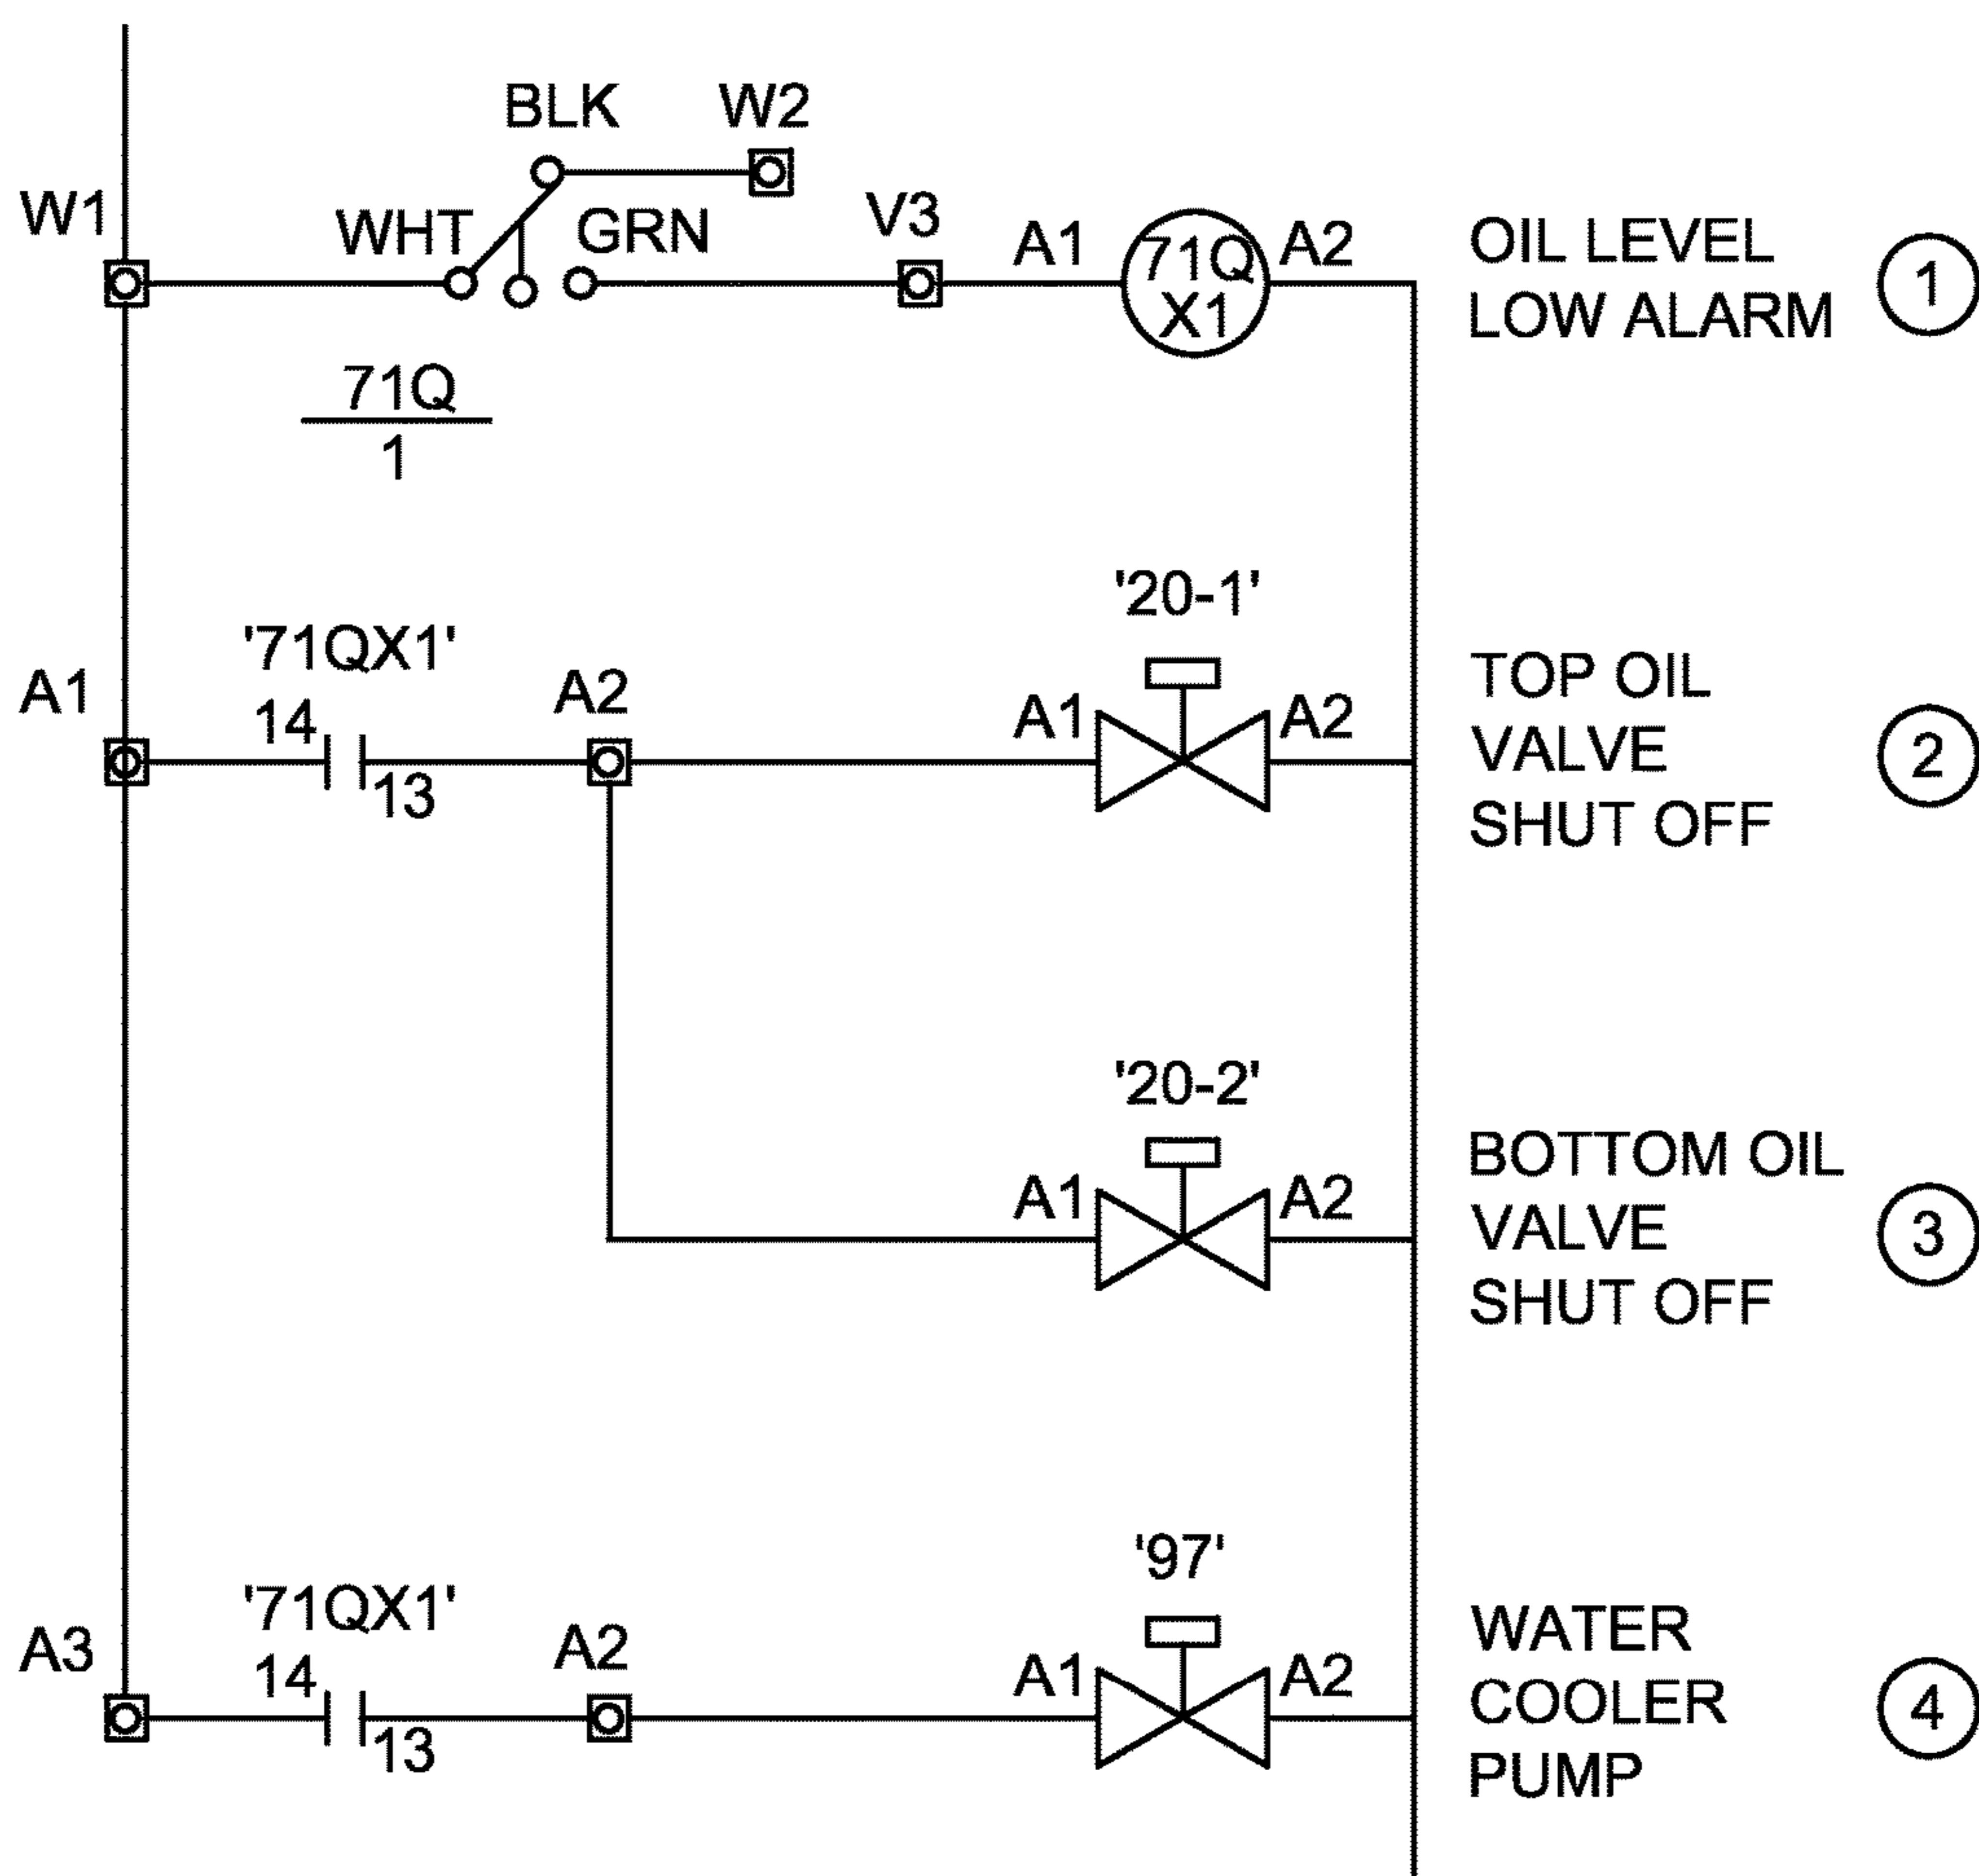 BLK W2
W1 WHT GRN V3 A1 71Q A2 OIL LEVEL
X1 LOW ALARM 1
71Q
1
'20-1'
'71QX1' TOP OIL
A1 14 A2 A1 A2 VALVE 2
13 SHUT OFF
'20-2'
BOTTOM OIL
A1 A2 VALVE 3
SHUT OFF
'97'
'71QX1' WATER
A3 14 A2 A1 A2 COOLER 4
13 PUMP